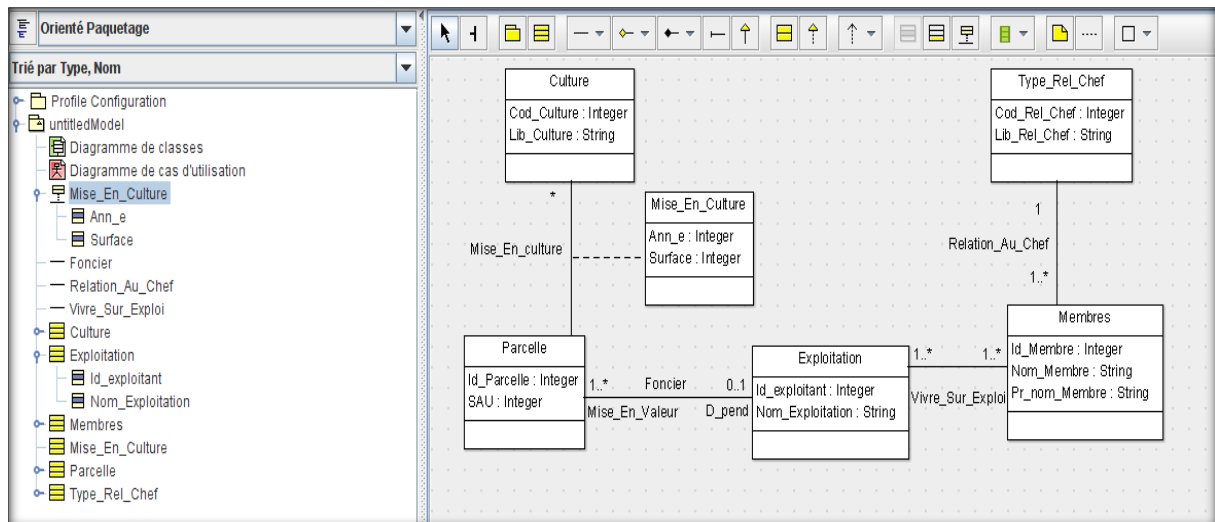 Orienté Paquetage
Trié par Type, Nom
Profile Configuration
untitledModel
Diagramme de classes
Diagramme de cas d'utilisation
Mise_En_Culture
Ann_e
Surface
Foncier
Relation_Au_Chef
Vivre_Sur_Exploi
Culture
Exploitation
Id_exploitant
Nom_Exploitation
Membres
Mise_En_Culture
Parcelle
Type_Rel_Chef
Culture
Cod_Culture : Integer
Lib_Culture : String
*
Mise_En_culture
Mise_En_Culture
Ann_e : Integer
Surface : Integer
Type_Rel_Chef
Cod_Rel_Chef : Integer
Lib_Rel_Chef : String
1
Relation_Au_Chef
1..*
Parcelle
Id_Parcelle : Integer
SAU : Integer
1..* Foncier 0..1
Mise_En_Valeur D_pend
Exploitation
Id_exploitant : Integer
Nom_Exploitation : String
1..* 1..*
Vivre_Sur_Exploi
Membres
Id_Membre : Integer
Nom_Membre : String
Pr_nom_Membre : String